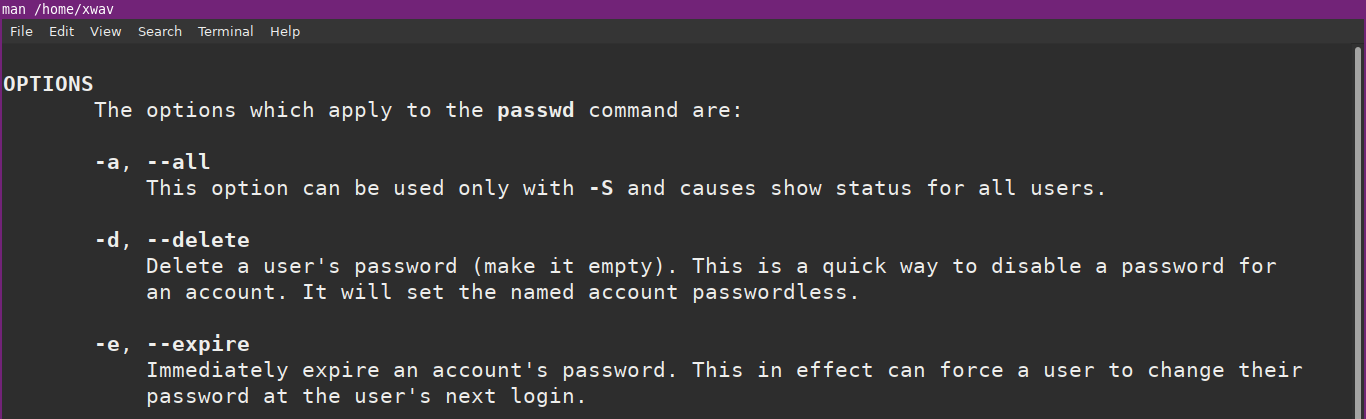 man /home/xwav
File Edit View Search Terminal Help
OPTIONS
The options which apply to the passwd command are:
-a, --all
This option can be used only with -S and causes show status for all users.
-d, --delete
Delete a user's password (make it empty). This is a quick way to disable a password for
an account. It will set the named account passwordless.
-e, --expire
Immediately expire an account's password. This in effect can force a user to change their
password at the user's next login.